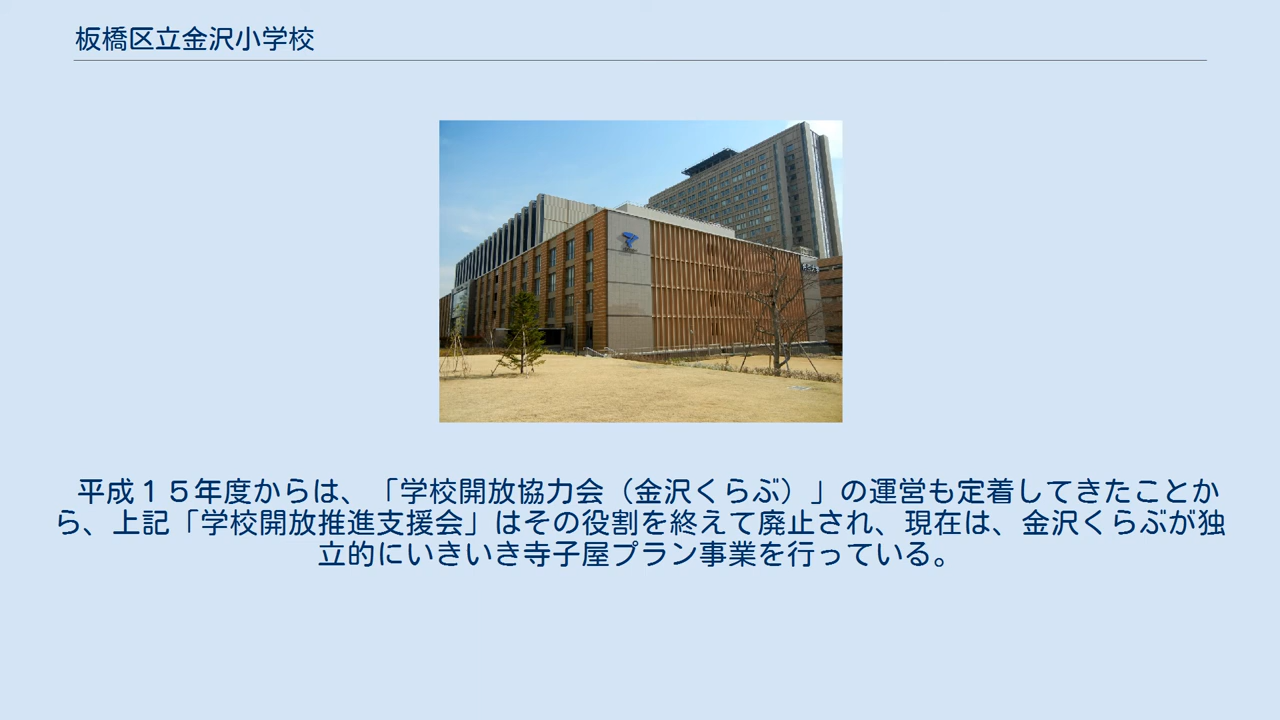 板橋区立金沢小学校
平成１５年度からは、「学校開放協力会（金沢くらぶ）」の運営も定着してきたことか
ら、上記「学校開放推進支援会」はその役割を終えて廃止され、現在は、金沢くらぶが独
立的にいきいき寺子屋プラン事業を行っている。